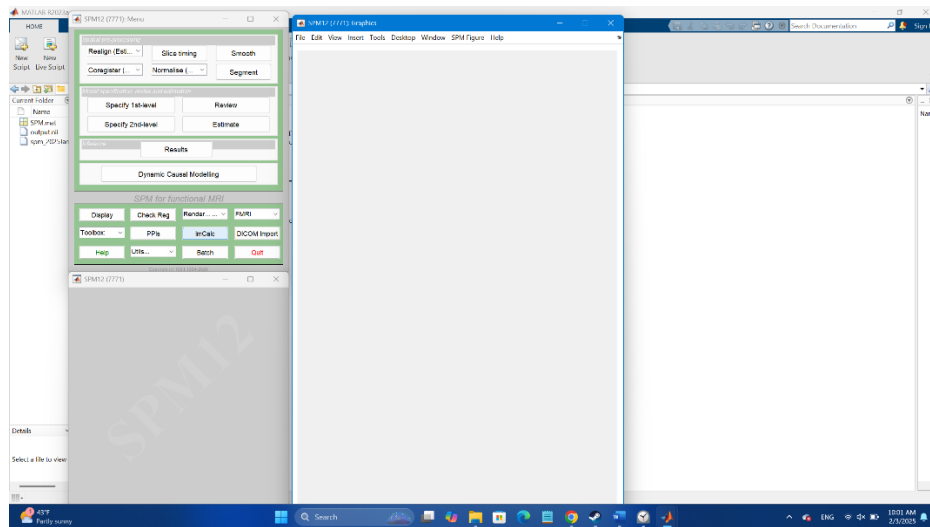 MATLAB R2023a
HOME
New
Script
New
Live Script
Search Documentation
Sign
Current Folder
Name
SPM.mat
output.nii
Details
Select a file to view
SPM12 (7771): Menu
Realign (Esti...
Slice timing
Smooth
Coregister (...
Normalise (...
Segment
Specify 1st-level
Review
Specify 2nd-level
Estimate
Results
Dynamic Causal Modelling
SPM for functional MRI
Display
Check Reg
Render...
FMRI
Toolbox:
PPIs
ImCalc
DICOM Import
Help
Utils...
Batch
Quit
SPM12 (7771)
SPM12
SPM12 (7771): Graphics
File Edit View Insert Tools Desktop Window SPM Figure Help
43°F
Partly sunny
Search
ENG
10:01 AM
2/3/2025